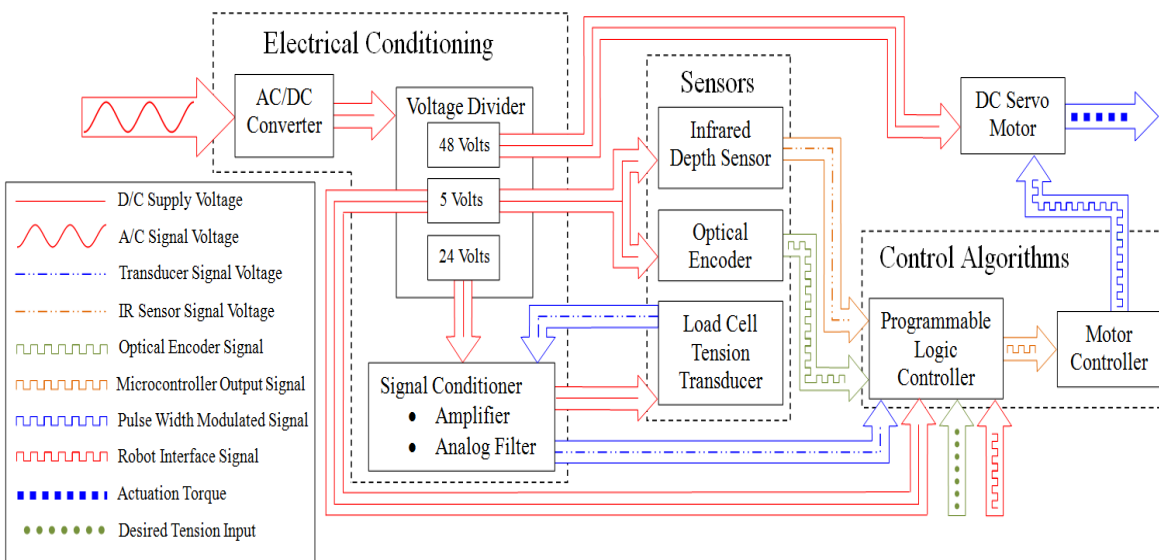 Electrical Conditioning
AC/DC
Converter
Voltage Divider
48 Volts
5 Volts
24 Volts
Signal Conditioner
● Amplifier
● Analog Filter
Sensors
Infrared
Depth Sensor
Optical
Encoder
Load Cell
Tension
Transducer
DC Servo
Motor
Control Algorithms
Programmable
Logic
Controller
Motor
Controller
D/C Supply Voltage
A/C Signal Voltage
Transducer Signal Voltage
IR Sensor Signal Voltage
Optical Encoder Signal
Microcontroller Output Signal
Pulse Width Modulated Signal
Robot Interface Signal
Actuation Torque
Desired Tension Input